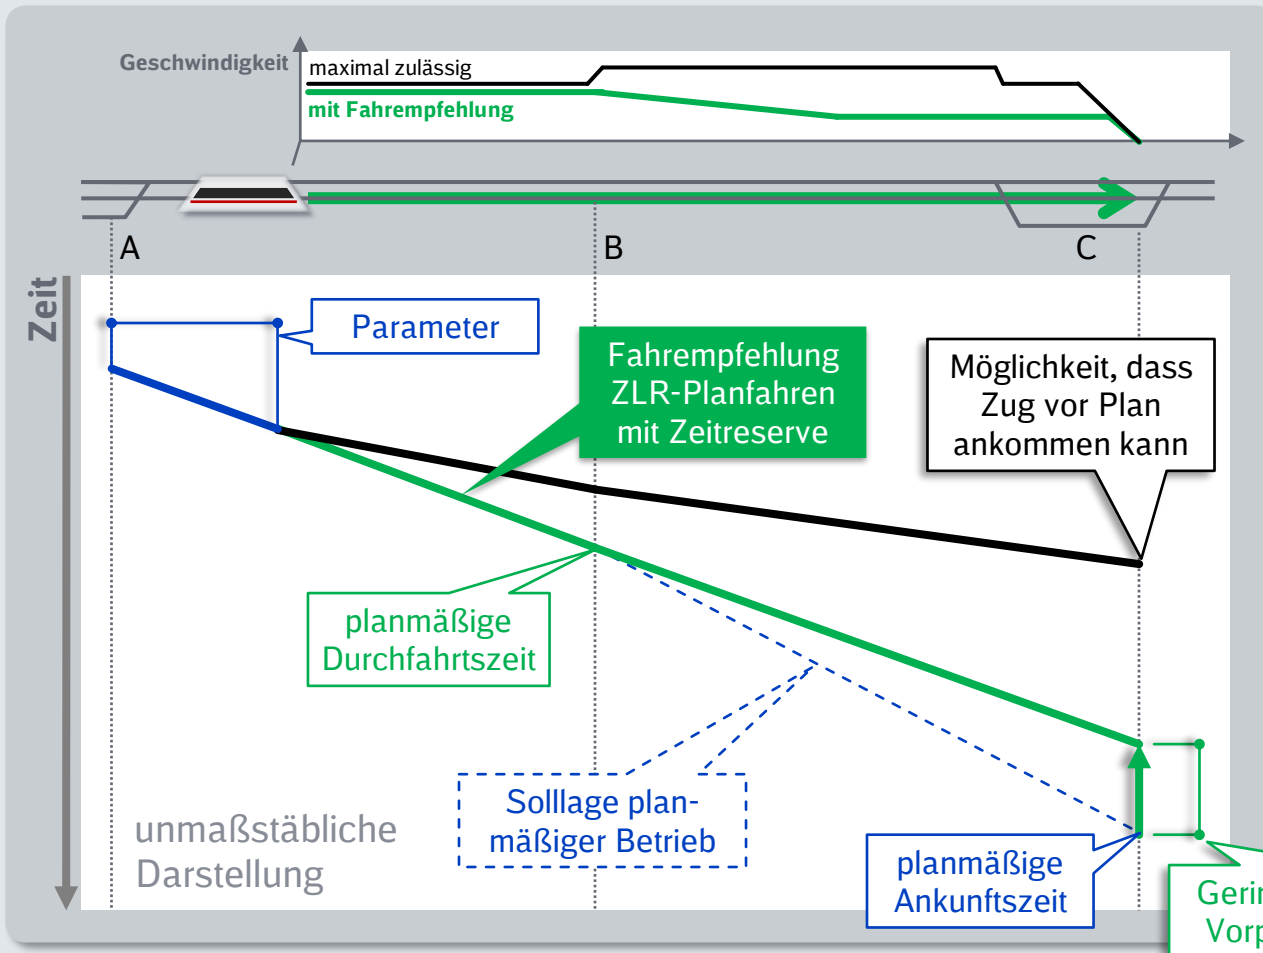 Geschwindigkeit
maximal zulässig
mit Fahrempfehlung
A
B
C
Zeit
Parameter
Fahrempfehlung
ZLR-Planfahren
mit Zeitreserve
Möglichkeit, dass
Zug vor Plan
ankommen kann
planmäßige
Durchfahrtszeit
Solllage plan-
mäßiger Betrieb
unmaßstäbliche
Darstellung
planmäßige
Ankunftszeit